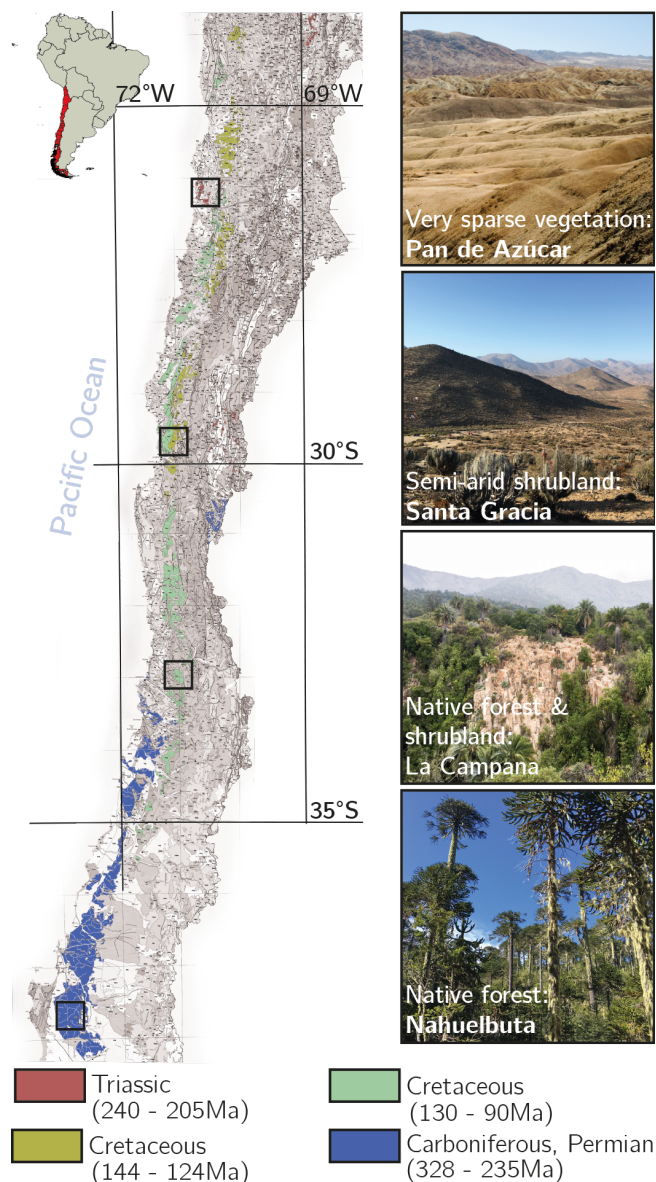 72°W
69°W
Pacific Ocean
30°S
35°S
Very sparse vegetation:
Pan de Azúcar
Semi-arid shrubland:
Santa Gracia
Native forest &
shrubland:
La Campana
Native forest:
Nahuelbuta
Triassic
(240 - 205Ma)
Cretaceous
(144 - 124Ma)
Cretaceous
(130 - 90Ma)
Carboniferous, Permian
(328 - 235Ma)